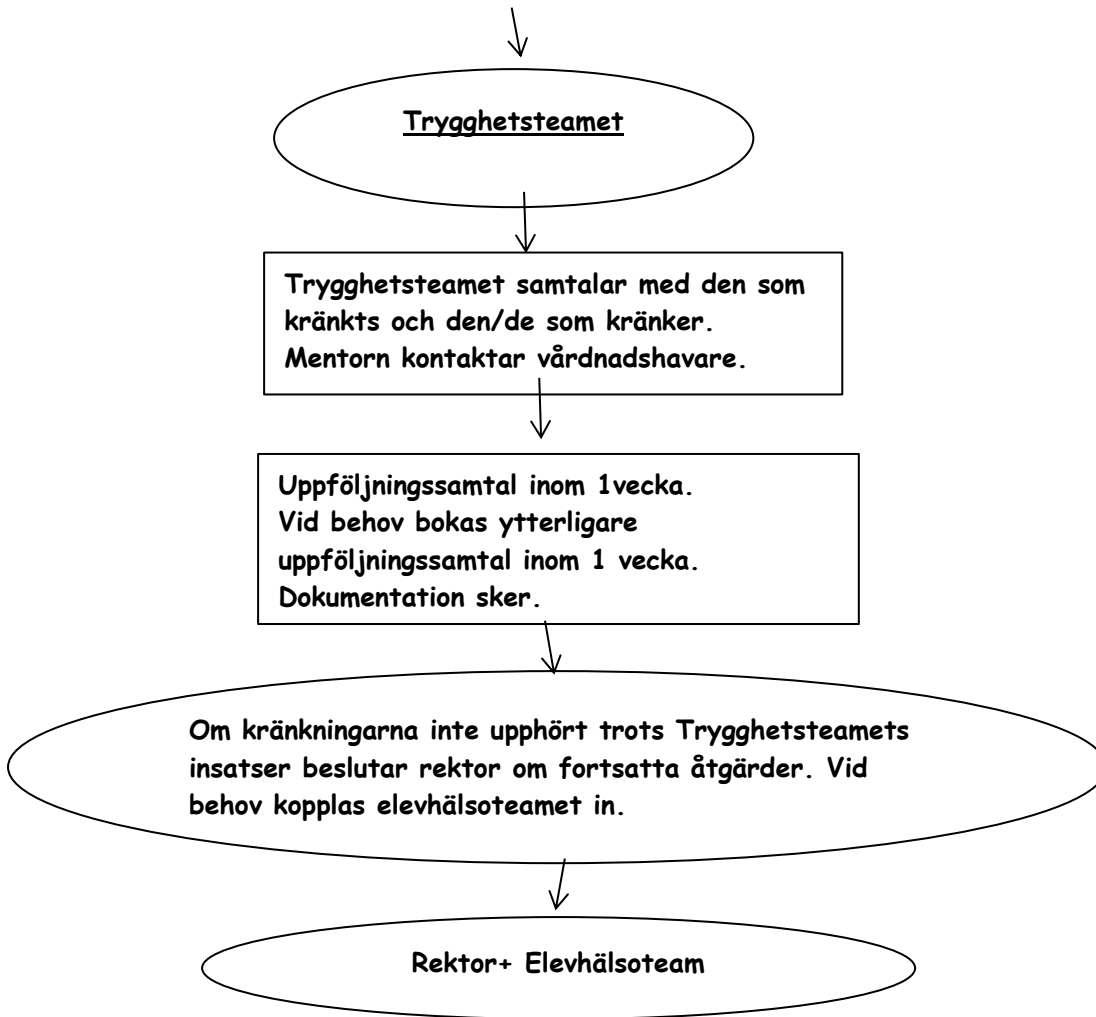 Trygghetsteamet
Trygghetsteamet samtalar med den som
kränkts och den/de som kränker.
Mentorn kontaktar vårdnadshavare.
Uppföljningssamtal inom 1vecka.
Vid behov bokas ytterligare
uppföljningssamtal inom 1 vecka.
Dokumentation sker.
Om kränkningarna inte upphört trots Trygghetsteamets
insatser beslutar rektor om fortsatta åtgärder. Vid
behov kopplas elevhälsoteamet in.
Rektor+ Elevhälsoteam